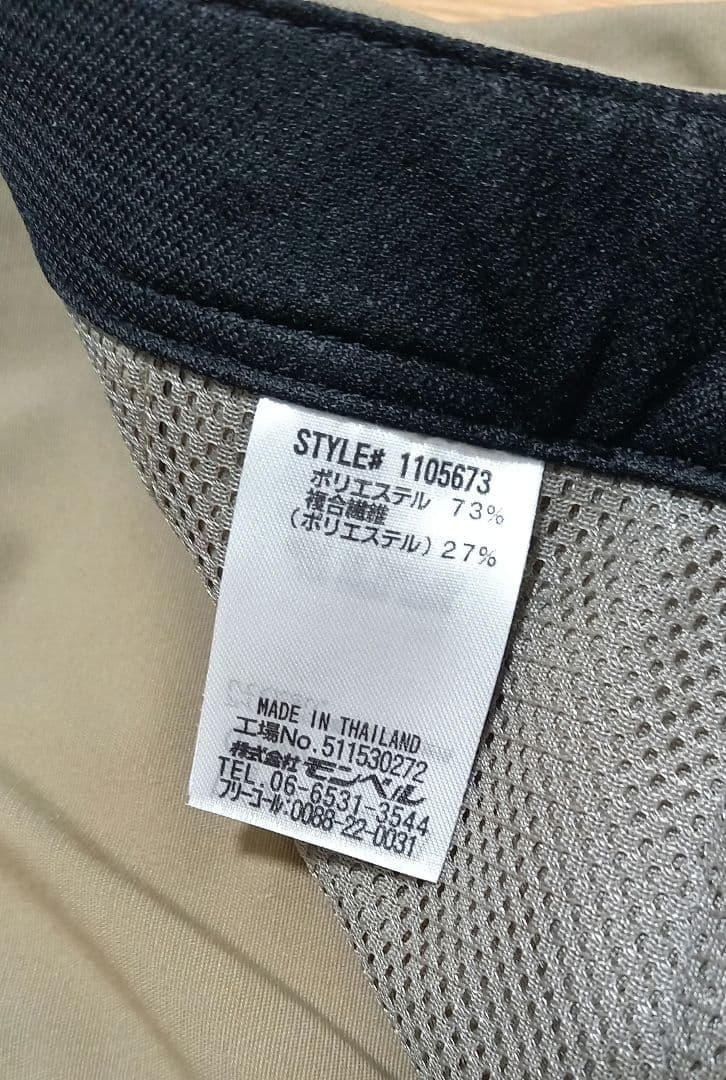 STYLE# 1105673
ポリエステル 73%
複合繊維
(ポリエステル) 27%
MADE IN THAILAND
工場No.511530272
株式会社 モンベル
TEL.06-6531-3544
フリーコール:0088-22-0031